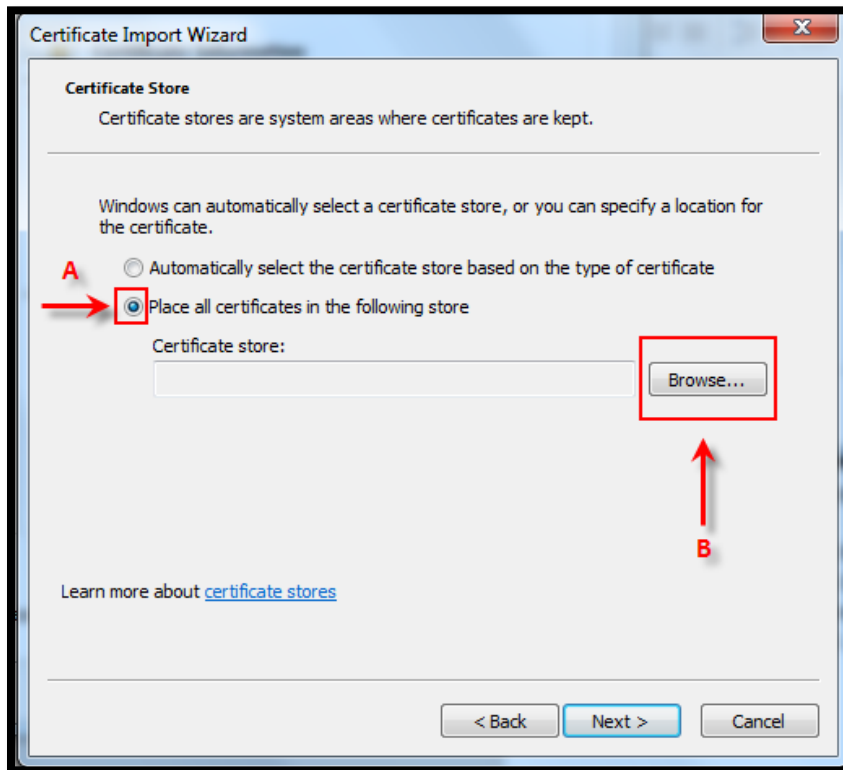 Certificate Import Wizard
Certificate Store
Certificate stores are system areas where certificates are kept.
Windows can automatically select a certificate store, or you can specify a location for
the certificate.
A
Automatically select the certificate store based on the type of certificate
Place all certificates in the following store
Certificate store:
Browse...
B
Learn more about certificate stores
< Back
Next >
Cancel